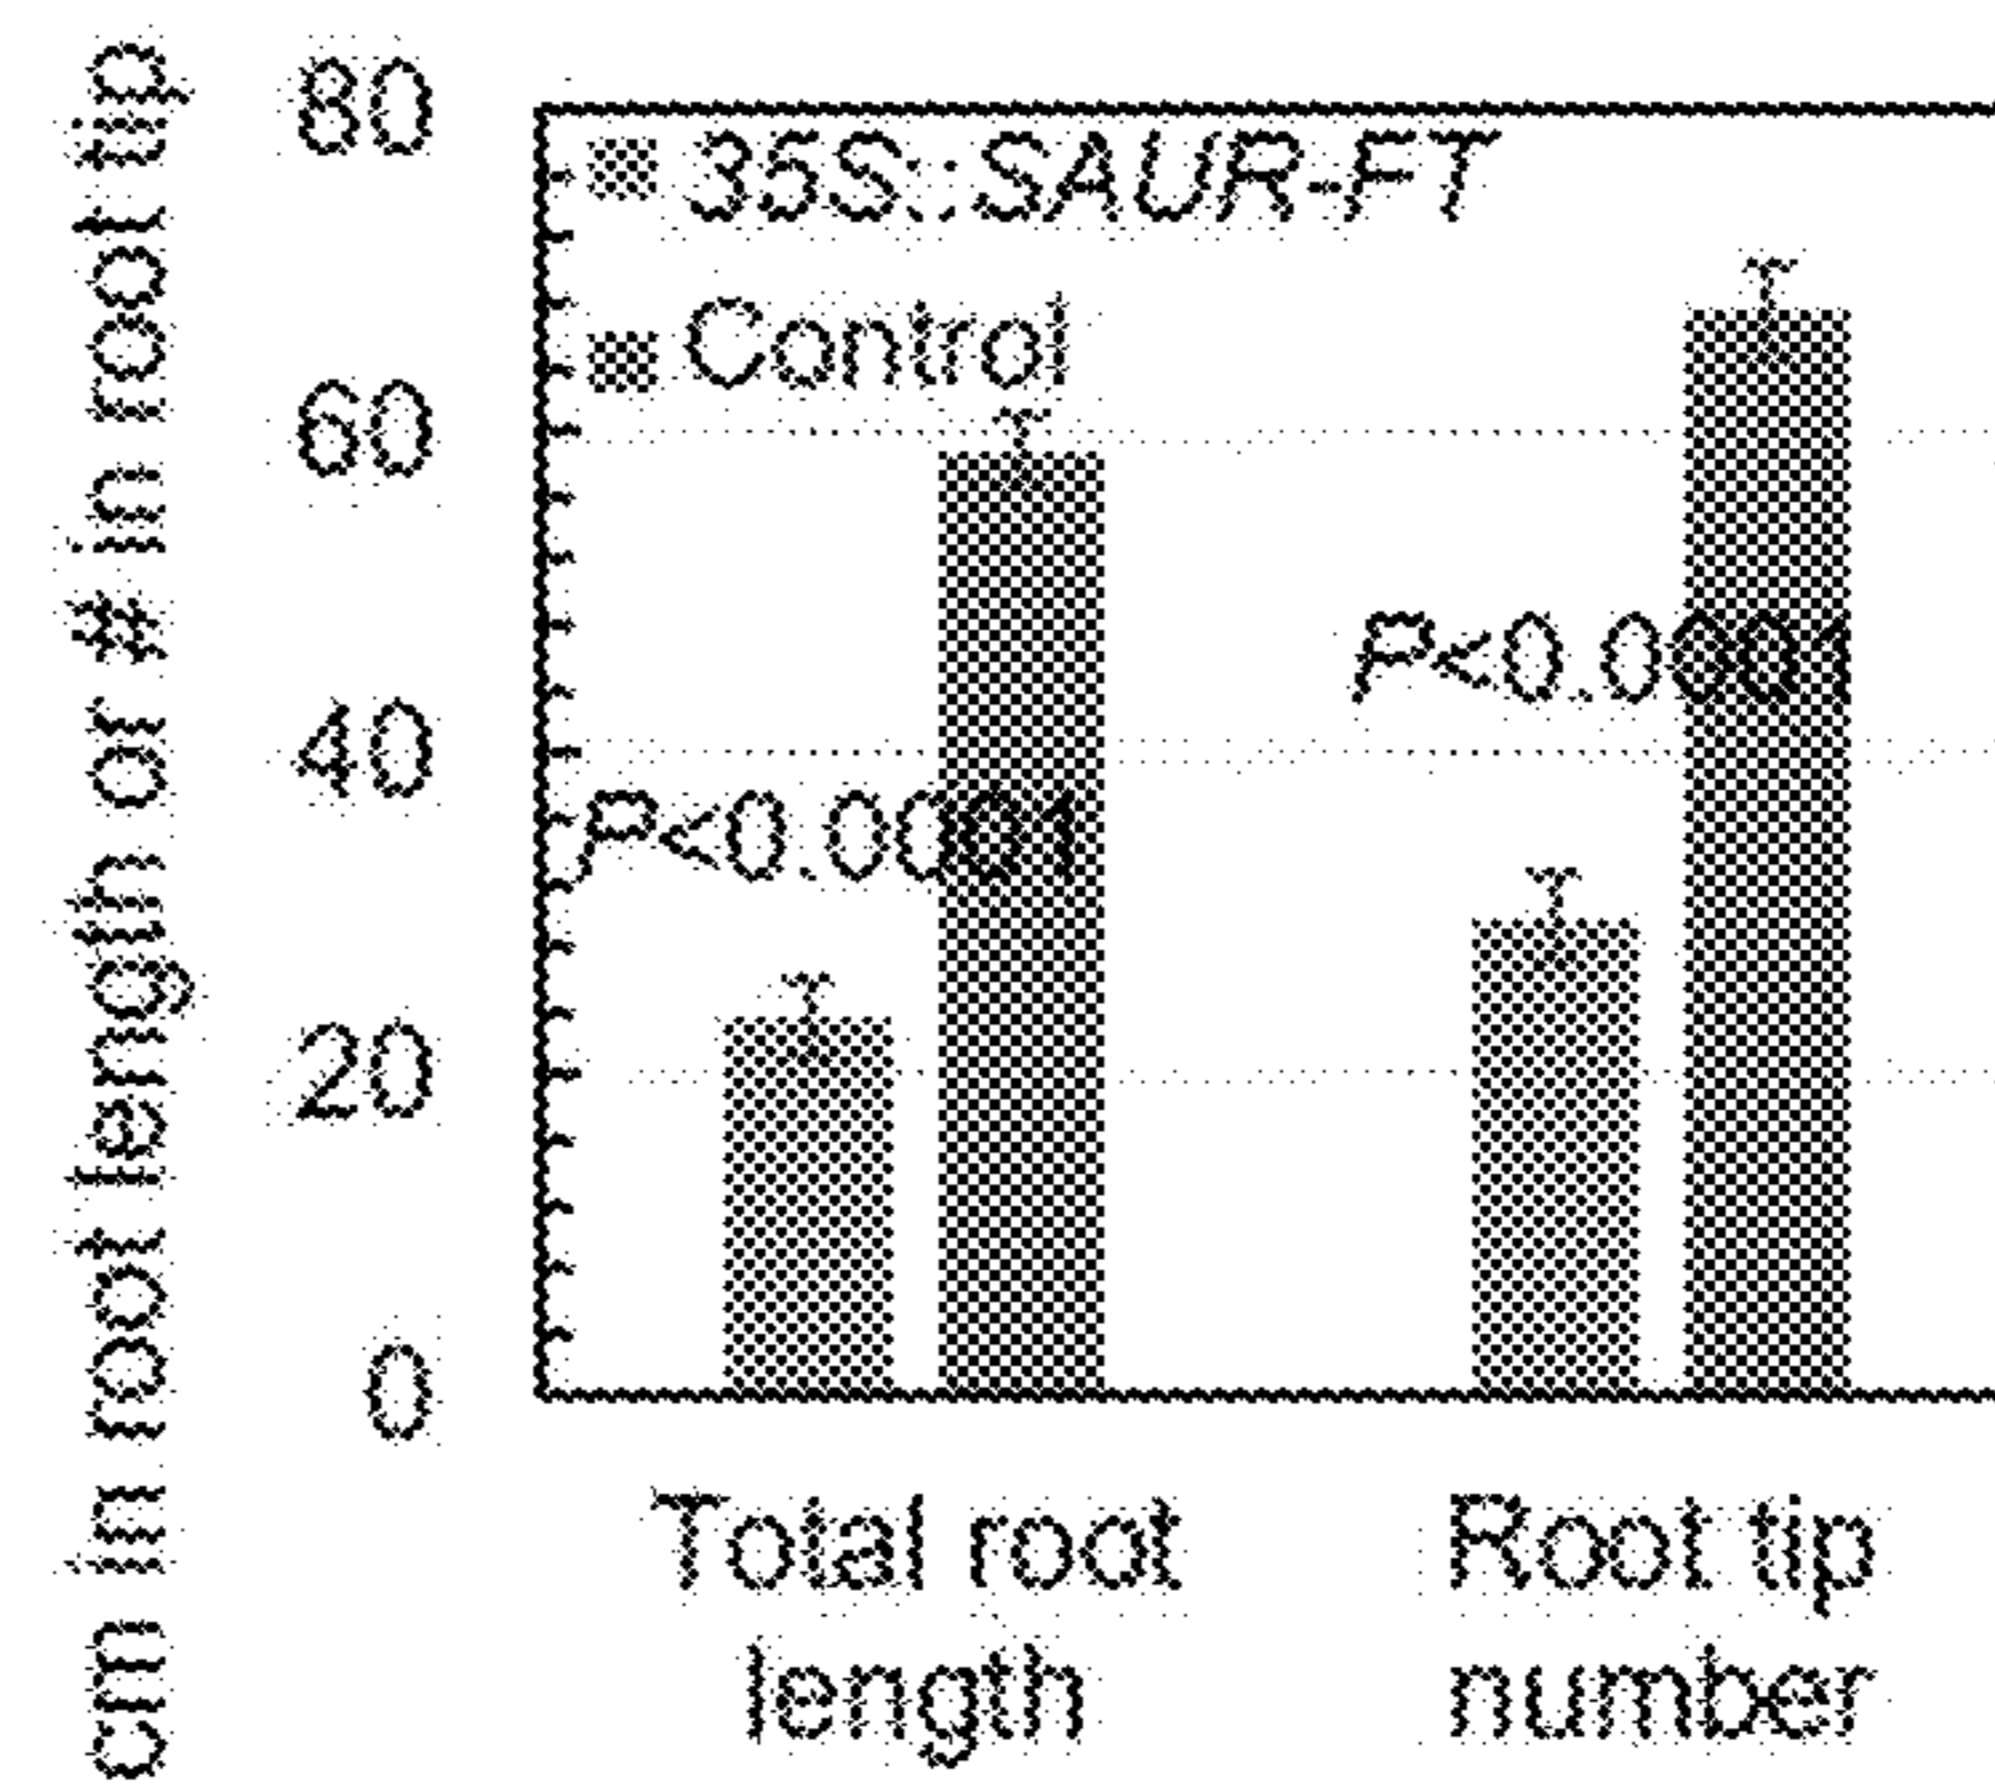 cm in root length or # in root tip
80
60
40
20
0
35S::SAUR-FT
Control
P<0.0001
P<0.0001
Total root
length
Root tip
number